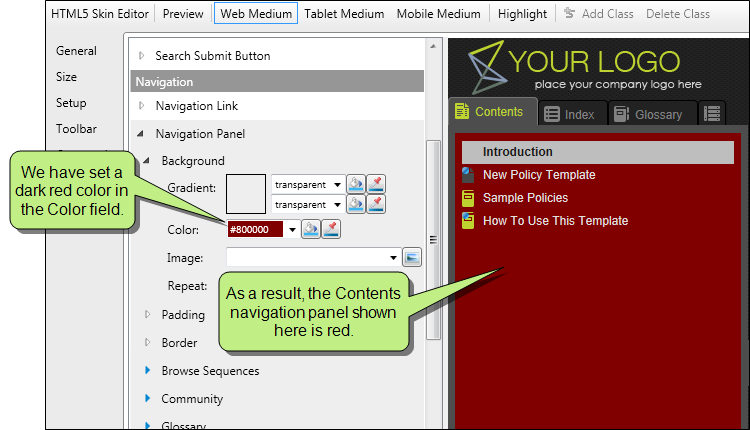 HTML5 Skin Editor Preview Web Medium Tablet Medium Mobile Medium Highlight Add Class Delete Class
General
Size
Setup
Toolbar
Search Submit Button
Navigation
Navigation Link
Navigation Panel
Background
Gradient: transparent
transparent
Color: #800000
Image:
Repeat:
Padding
Border
Browse Sequences
Community
Glossary
We have set a
dark red color in
the Color field.
YOUR LOGO
place your company logo here
Contents Index Glossary
Introduction
New Policy Template
Sample Policies
How To Use This Template
As a result, the Contents
navigation panel shown
here is red.